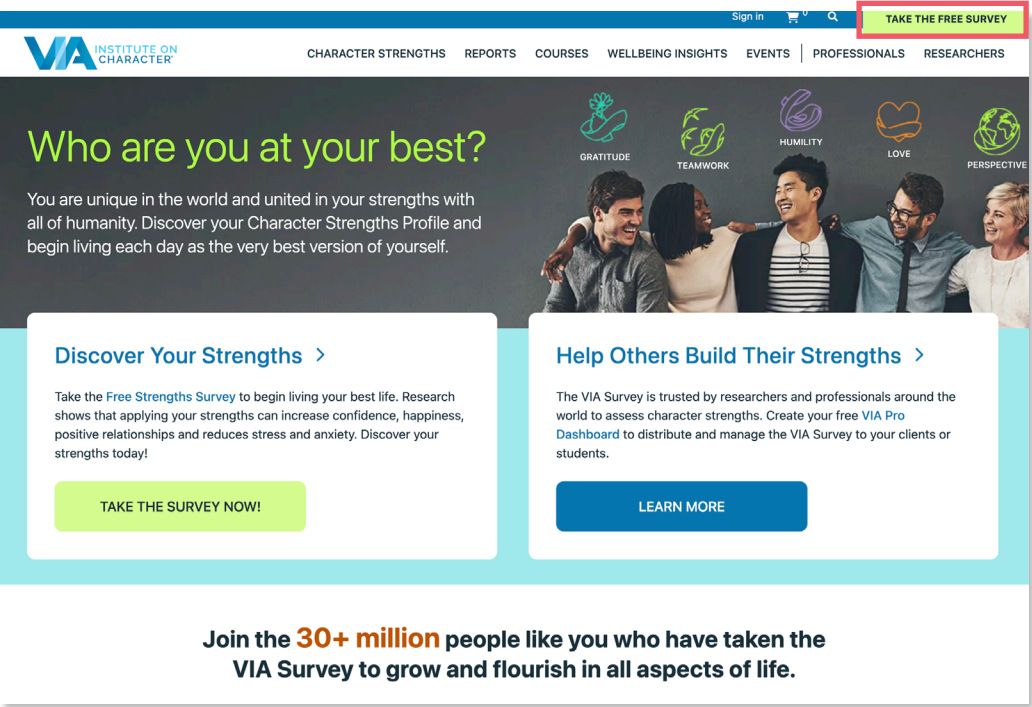 Sign in 0 TAKE THE FREE SURVEY
VIA INSTITUTE ON
CHARACTER®
CHARACTER STRENGTHS REPORTS COURSES WELLBEING INSIGHTS EVENTS PROFESSIONALS RESEARCHERS
Who are you at your best?
You are unique in the world and united in your strengths with
all of humanity. Discover your Character Strengths Profile and
begin living each day as the very best version of yourself.
GRATITUDE
TEAMWORK
HUMILITY
LOVE
PERSPECTIVE
Discover Your Strengths
Take the Free Strengths Survey to begin living your best life. Research
shows that applying your strengths can increase confidence, happiness,
positive relationships and reduces stress and anxiety. Discover your
strengths today!
TAKE THE SURVEY NOW!
Help Others Build Their Strengths
The VIA Survey is trusted by researchers and professionals around the
world to assess character strengths. Create your free VIA Pro
Dashboard to distribute and manage the VIA Survey to your clients or
students.
LEARN MORE
Join the 30+ million people like you who have taken the
VIA Survey to grow and flourish in all aspects of life.